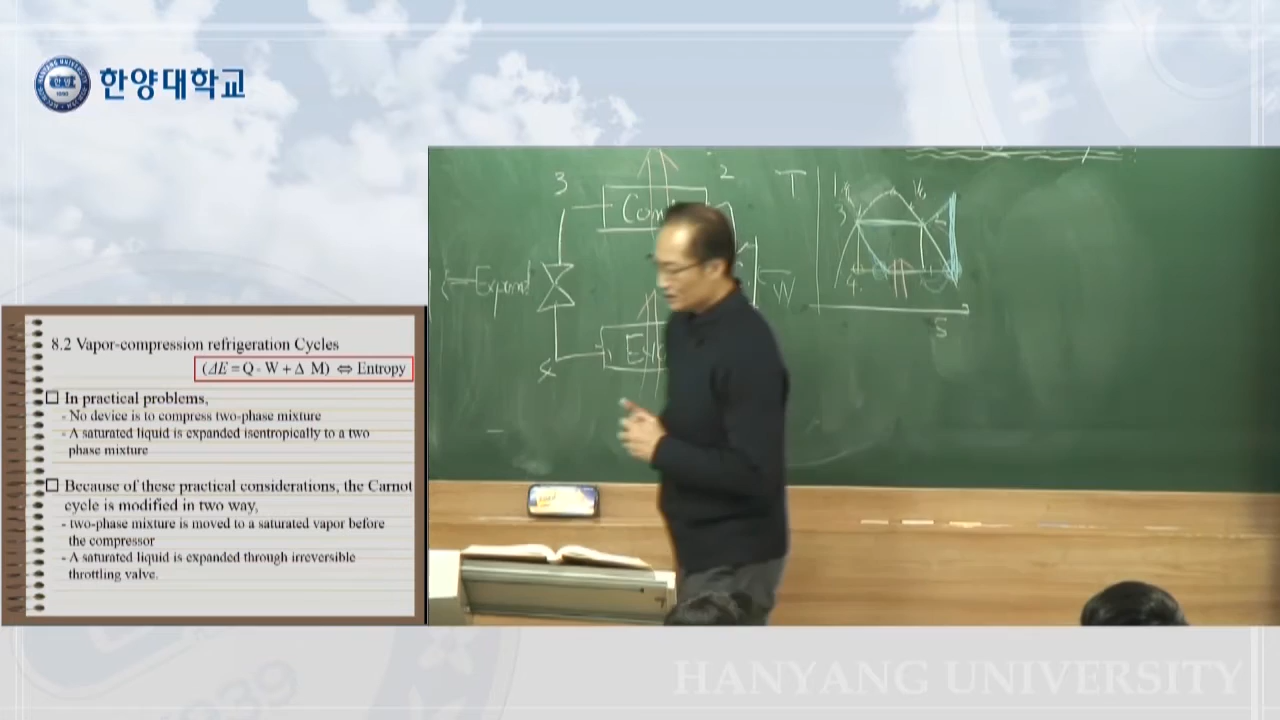 한양대학교
8.2 Vapor-compression refrigeration Cycles
(ΔE = Q - W + Δ M) ⇔ Entropy
□ In practical problems,
- No device is to compress two-phase mixture
- A saturated liquid is expanded isentropically to a two
phase mixture
□ Because of these practical considerations, the Carnot
cycle is modified in two way,
- two-phase mixture is moved to a saturated vapor before
the compressor
- A saturated liquid is expanded through irreversible
throttling valve.
3
2
T
W
3
4
HANYANG UNIVERSITY